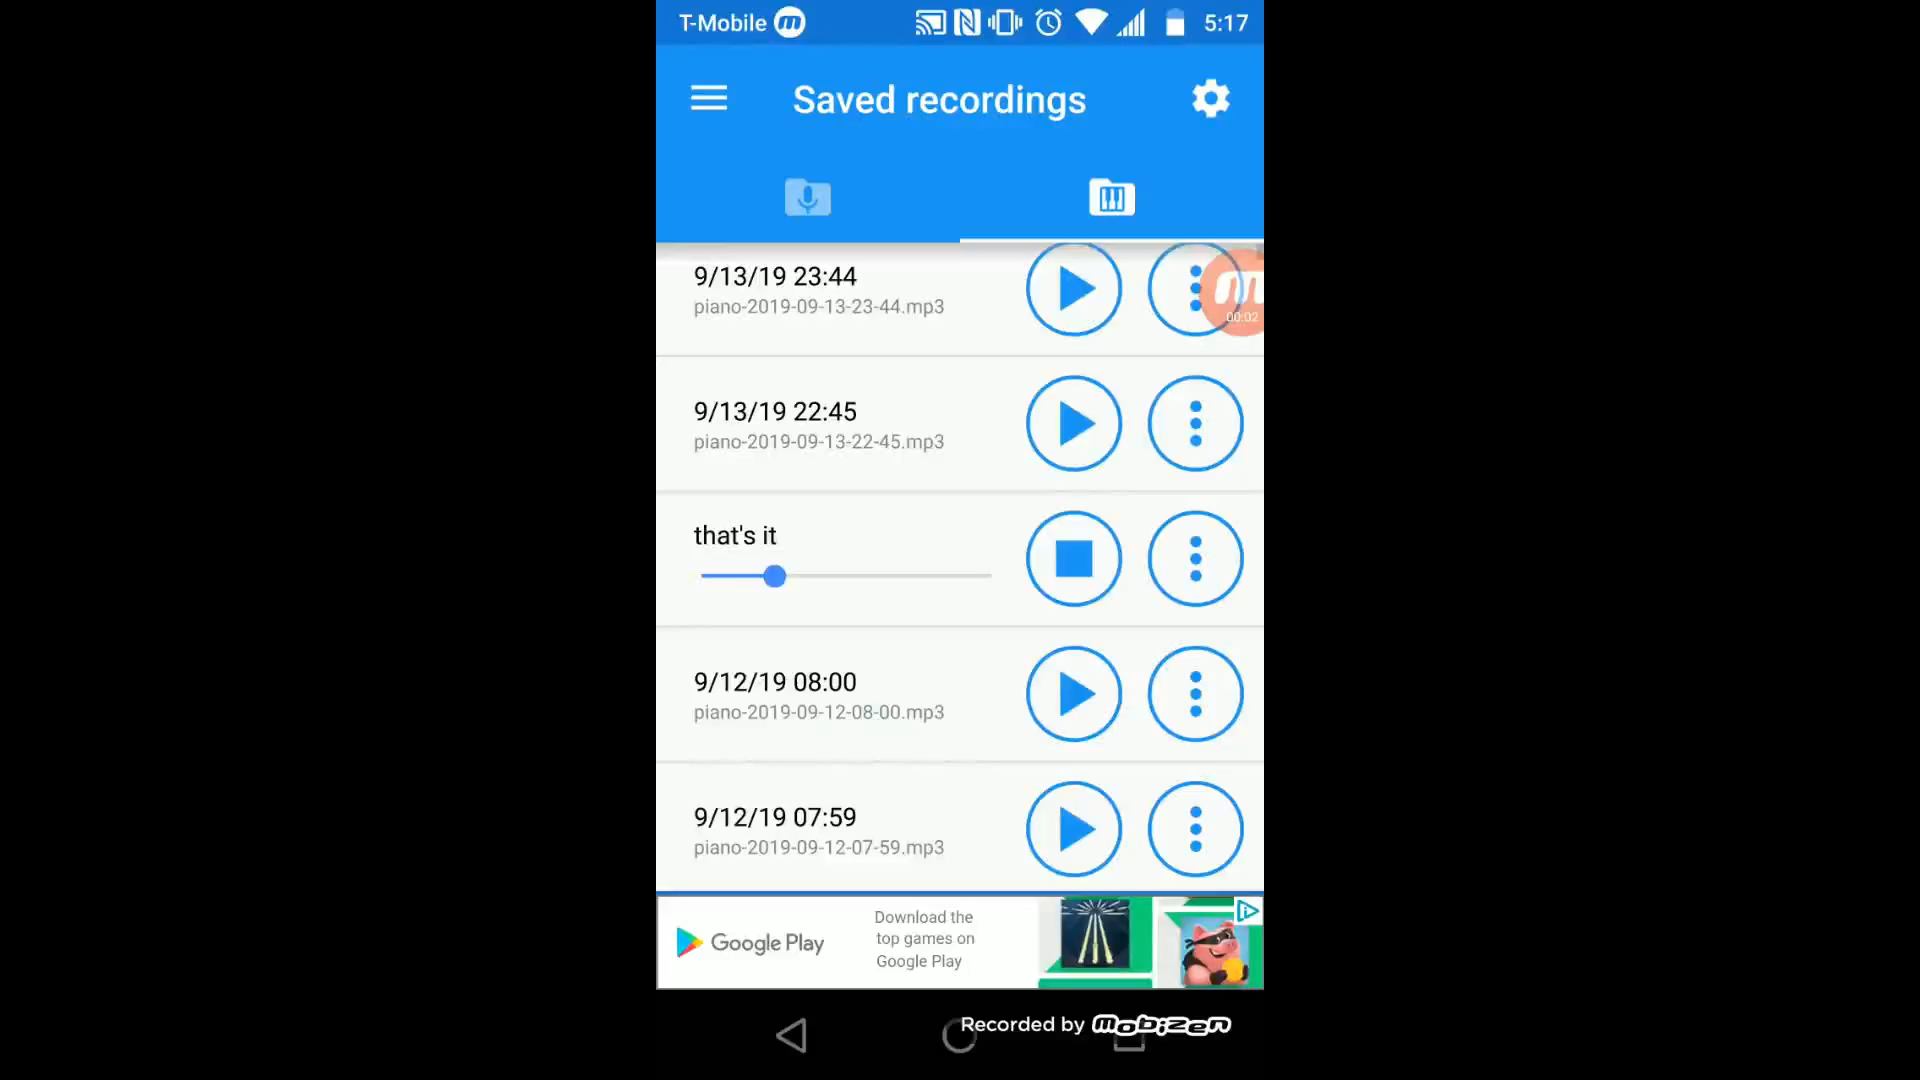 T-Mobile 5:17
Saved recordings
9/13/19 23:44
piano-2019-09-13-23-44.mp3
00:02
9/13/19 22:45
piano-2019-09-13-22-45.mp3
that's it
9/12/19 08:00
piano-2019-09-12-08-00.mp3
9/12/19 07:59
piano-2019-09-12-07-59.mp3
Google Play
Download the
top games on
Google Play
Recorded by Mobizen